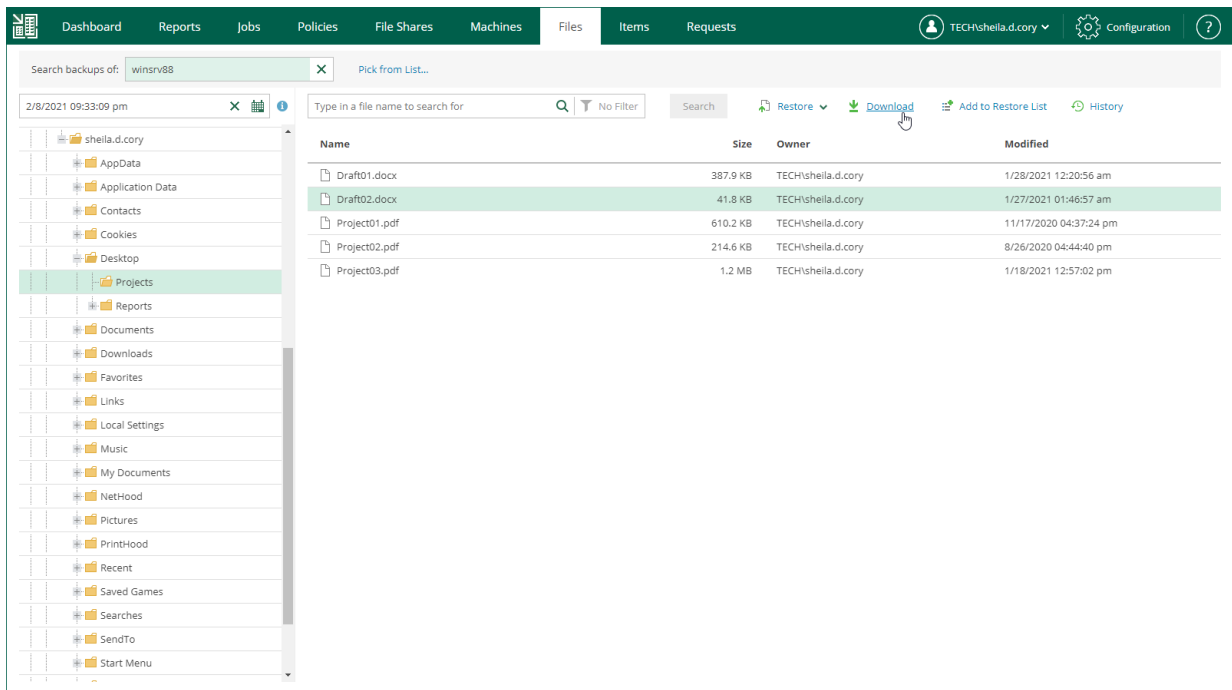 Dashboard Reports Jobs Policies File Shares Machines Files Items Requests TECH\sheila.d.cory Configuration ?
Search backups of: winsrv88 Pick from List...
2/8/2021 09:33:09 pm Type in a file name to search for No Filter Search Restore Download Add to Restore List History
sheila.d.cory
AppData
Application Data
Contacts
Cookies
Desktop
Projects
Reports
Documents
Downloads
Favorites
Links
Local Settings
Music
My Documents
NetHood
Pictures
PrintHood
Recent
Saved Games
Searches
SendTo
Start Menu
Name Size Owner Modified
Draft01.docx 387.9 KB TECH\sheila.d.cory 1/28/2021 12:20:56 am
Draft02.docx 41.8 KB TECH\sheila.d.cory 1/27/2021 01:46:57 am
Project01.pdf 610.2 KB TECH\sheila.d.cory 11/17/2020 04:37:24 pm
Project02.pdf 214.6 KB TECH\sheila.d.cory 8/26/2020 04:44:40 pm
Project03.pdf 1.2 MB TECH\sheila.d.cory 1/18/2021 12:57:02 pm